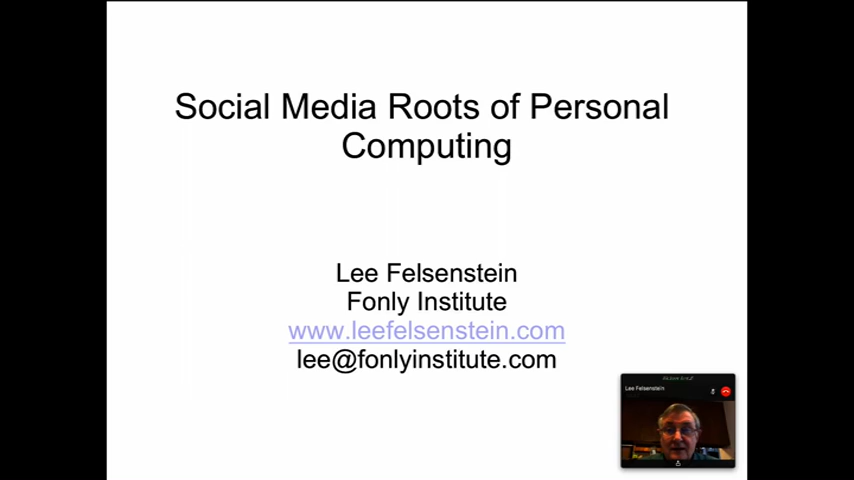 Social Media Roots of Personal
Computing
Lee Felsenstein
Fonly Institute
www.leefelsenstein.com
lee@fonlyinstitute.com
Lee Felsenstein